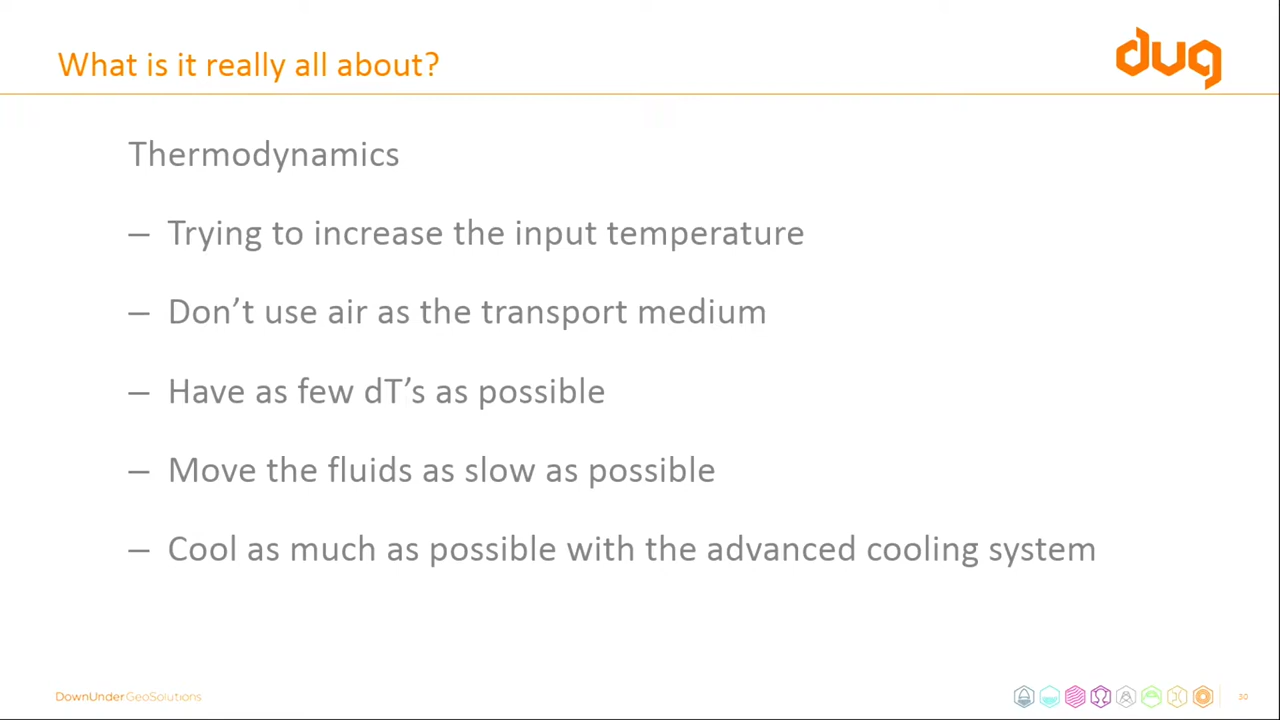 What is it really all about?
dug
Thermodynamics
– Trying to increase the input temperature
– Don’t use air as the transport medium
– Have as few dT’s as possible
– Move the fluids as slow as possible
– Cool as much as possible with the advanced cooling system
DownUnder GeoSolutions
30